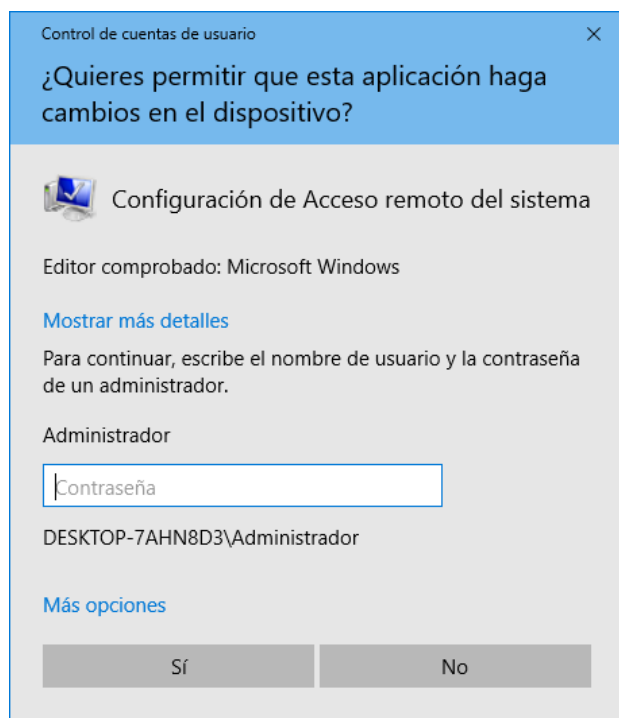 Control de cuentas de usuario
¿Quieres permitir que esta aplicación haga
cambios en el dispositivo?
Configuración de Acceso remoto del sistema
Editor comprobado: Microsoft Windows
Mostrar más detalles
Para continuar, escribe el nombre de usuario y la contraseña
de un administrador.
Administrador
Contraseña
DESKTOP-7AHN8D3\Administrador
Más opciones
Sí
No